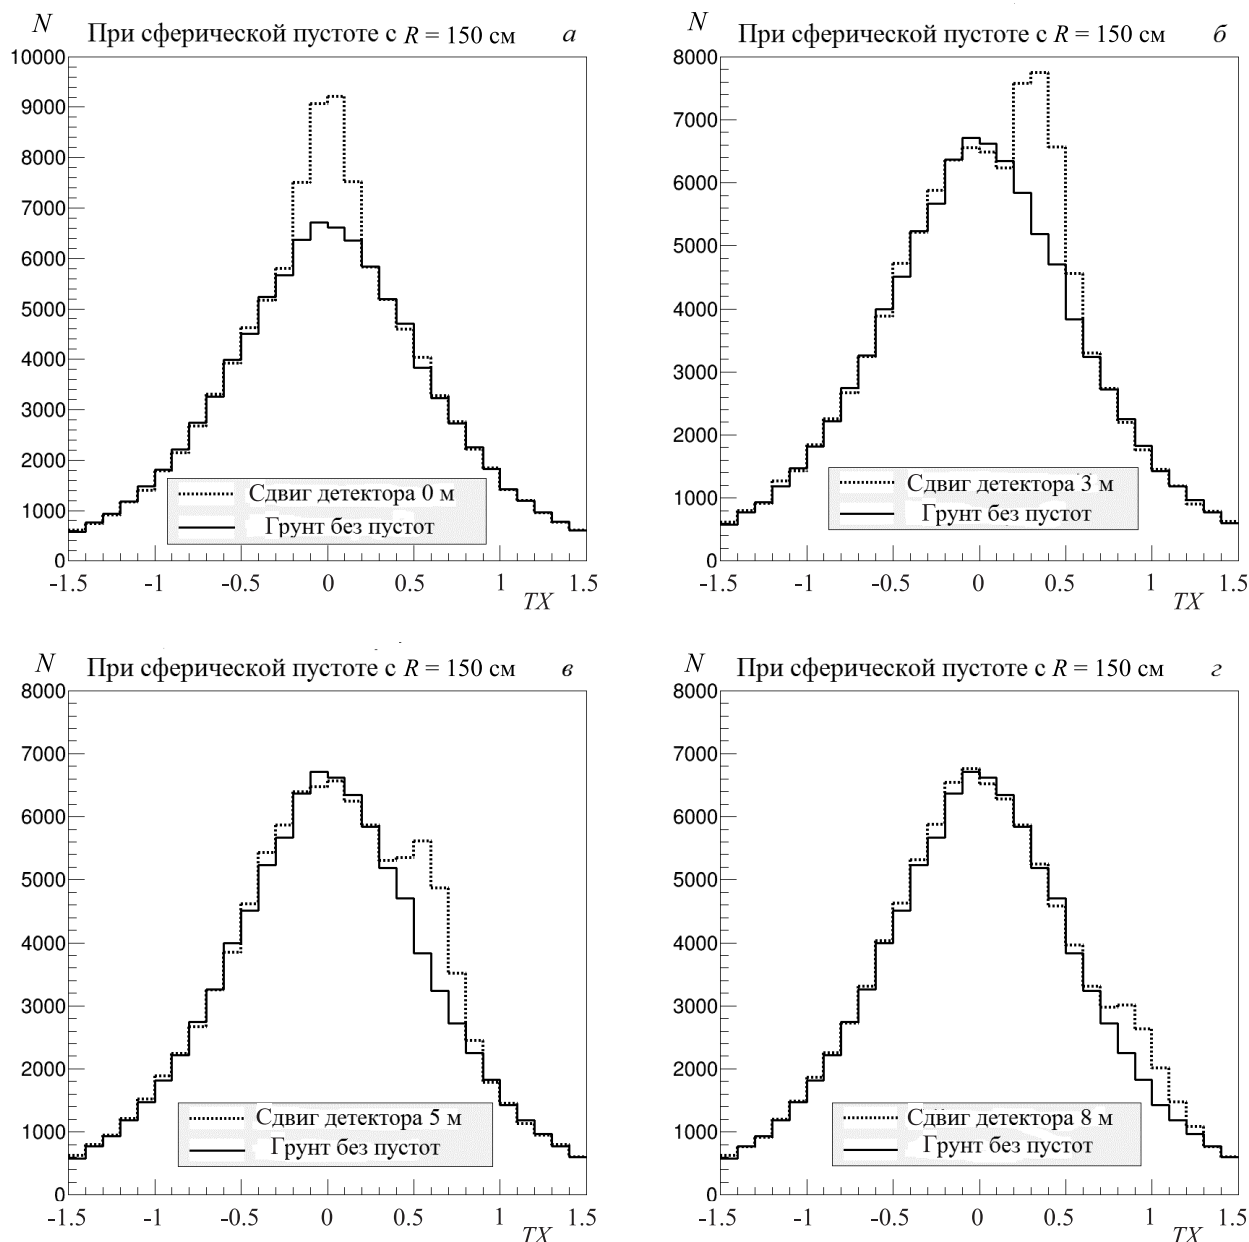 N При сферической пустоте с R = 150 см а
10000
9000
8000
7000
6000
5000
4000
3000
2000
1000
0
Сдвиг детектора 0 м
Грунт без пустот
-1.5 -1 -0.5 0 0.5 1 1.5
TX
N При сферической пустоте с R = 150 см б
8000
7000
6000
5000
4000
3000
2000
1000
0
Сдвиг детектора 3 м
Грунт без пустот
-1.5 -1 -0.5 0 0.5 1 1.5
TX
N При сферической пустоте с R = 150 см в
8000
7000
6000
5000
4000
3000
2000
1000
0
Сдвиг детектора 5 м
Грунт без пустот
-1.5 -1 -0.5 0 0.5 1 1.5
TX
N При сферической пустоте с R = 150 см г
8000
7000
6000
5000
4000
3000
2000
1000
0
Сдвиг детектора 8 м
Грунт без пустот
-1.5 -1 -0.5 0 0.5 1 1.5
TX